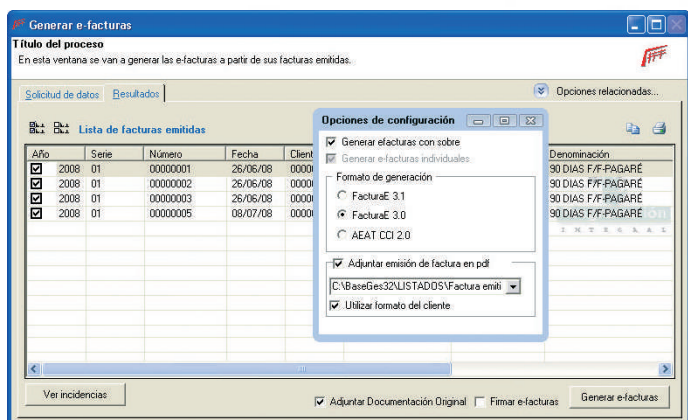 Generar e-facturas
Título del proceso
En esta ventana se van a generar las e-facturas a partir de sus facturas emitidas.
Solicitud de datos Resultados Opciones relacionadas...
Lista de facturas emitidas
Año Serie Número Fecha Client Denominación
2008 01 00000001 26/06/08 0000 90 DIAS F/F-PAGARÉ
2008 01 00000002 26/06/08 0000 90 DIAS F/F-PAGARÉ
2008 01 00000003 26/06/08 0000 90 DIAS F/F-PAGARÉ
2008 01 00000005 08/07/08 0000 90 DIAS F/F-PAGARÉ
INTEGRAL
Opciones de configuración
Generar efacturas con sobre
Generar e-facturas individuales
Formato de generación
FacturaE 3.1
FacturaE 3.0
AEAT CCI 2.0
Adjuntar emisión de factura en pdf
C:\BaseGes32\LISTADOS\Factura emiti
Utilizar formato del cliente
Ver incidencias
Adjuntar Documentación Original Firmar e-facturas Generar e-facturas